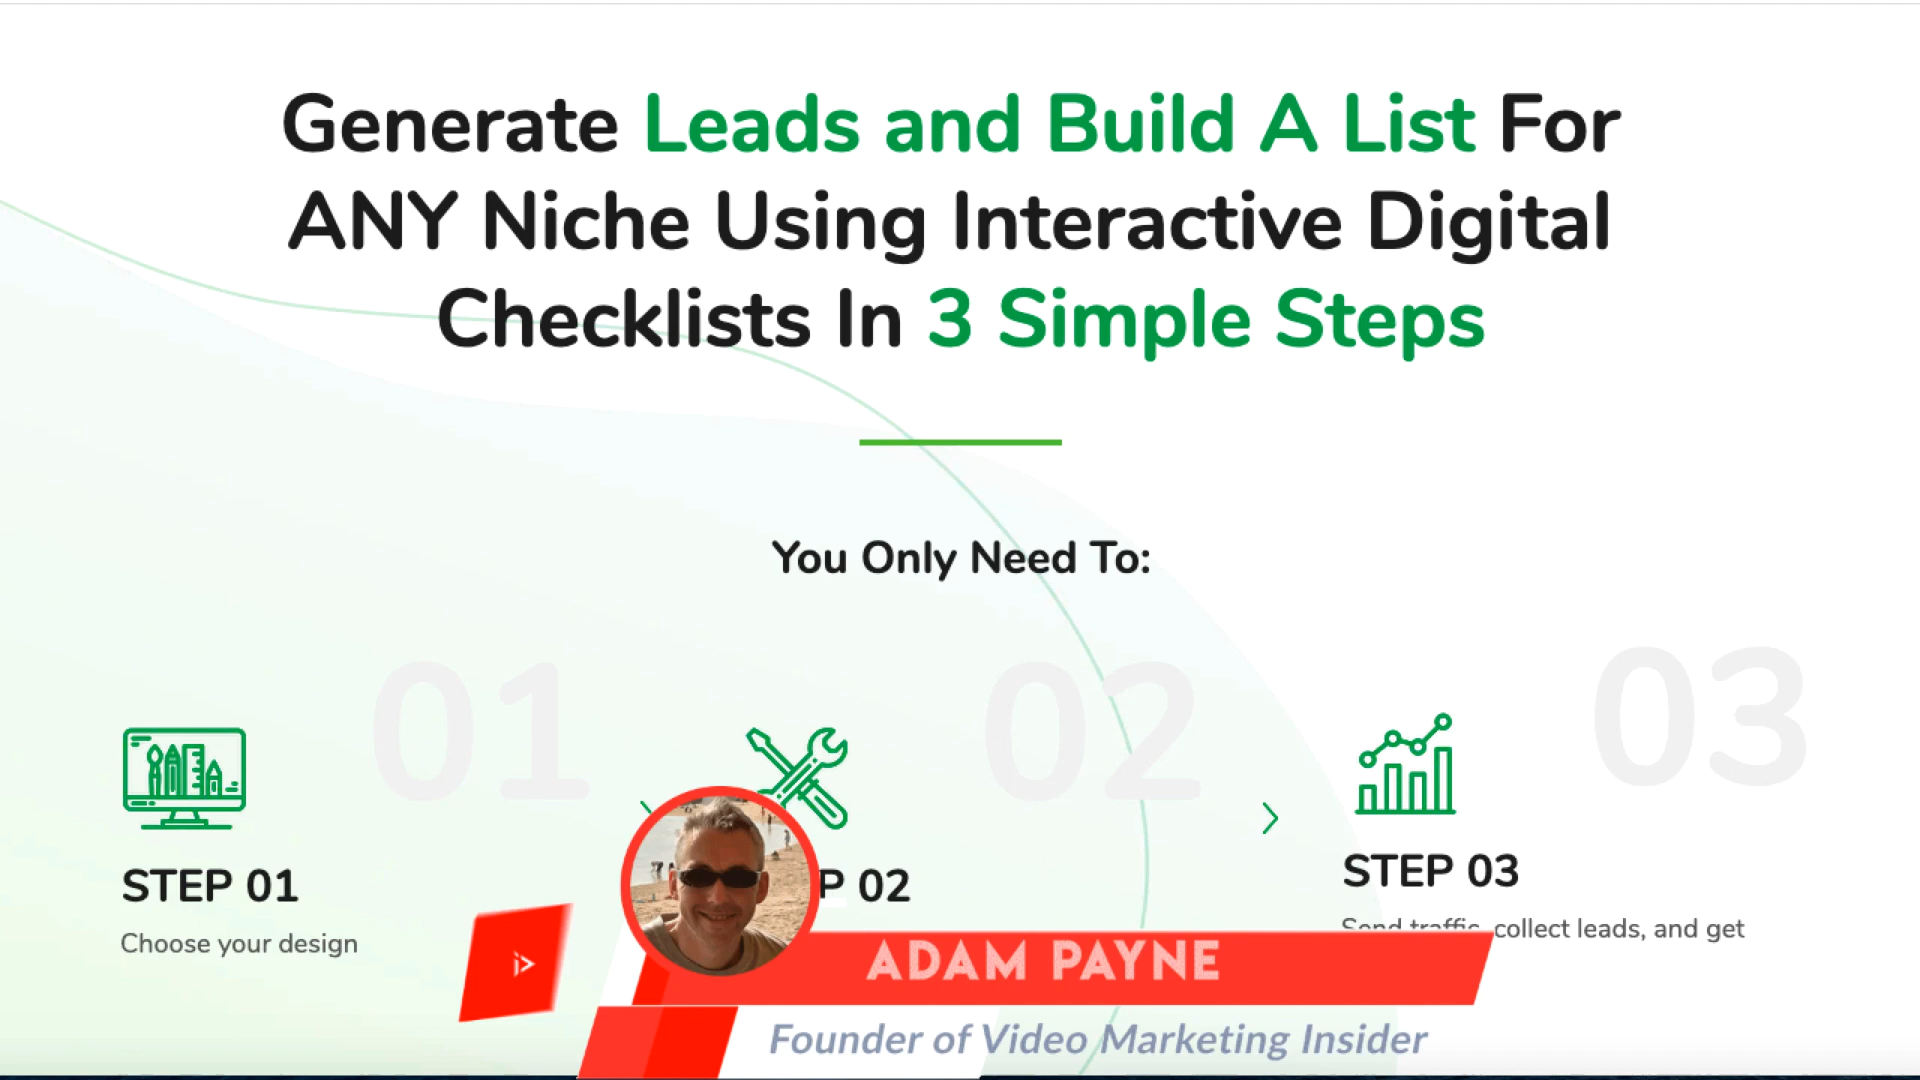 Generate Leads and Build A List For
ANY Niche Using Interactive Digital
Checklists In 3 Simple Steps
You Only Need To:
01
02
03
STEP 01
P 02
STEP 03
Choose your design
Send traffic, collect leads, and get
ADAM PAYNE
Founder of Video Marketing Insider